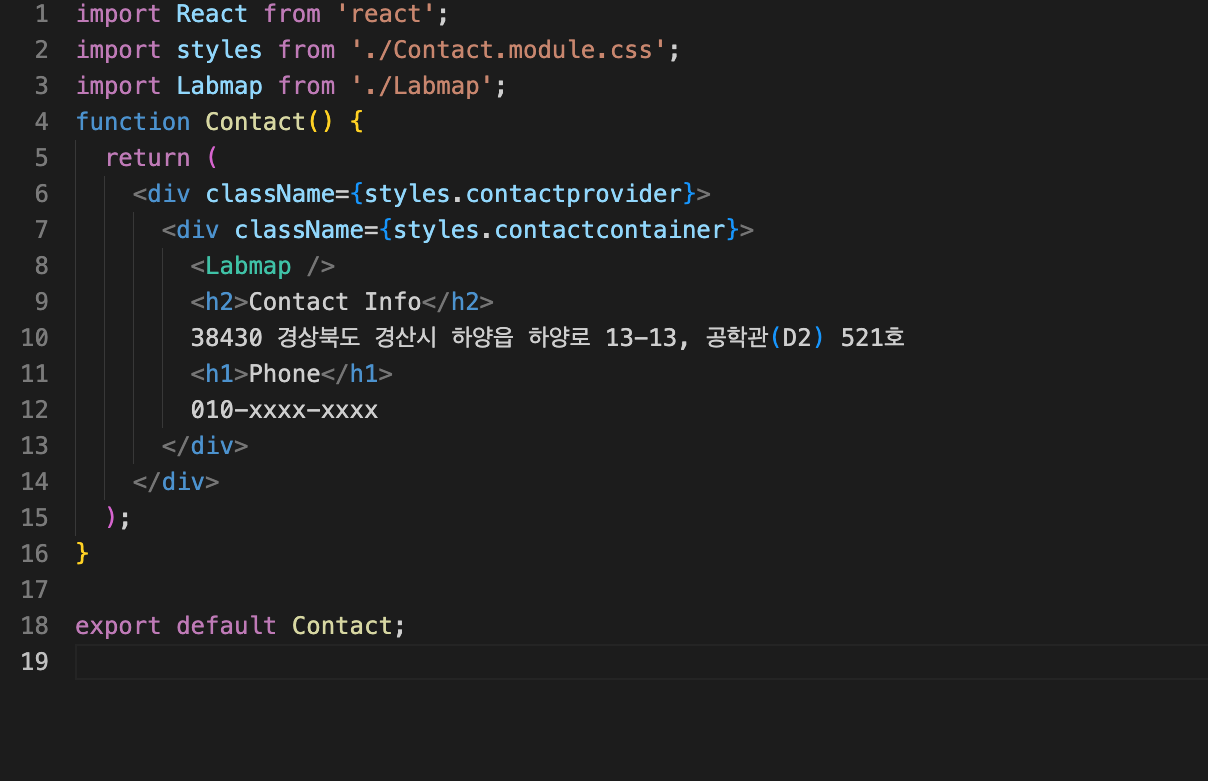 1 import React from 'react';
2 import styles from './Contact.module.css';
3 import Labmap from './Labmap';
4 function Contact() {
5   return (
6     <div className={styles.contactprovider}>
7       <div className={styles.contactcontainer}>
8         <Labmap />
9         <h2>Contact Info</h2>
10         38430 경상북도 경산시 하양읍 하양로 13-13, 공학관(D2) 521호
11         <h1>Phone</h1>
12         010-xxxx-xxxx
13       </div>
14     </div>
15   );
16 }
17
18 export default Contact;
19